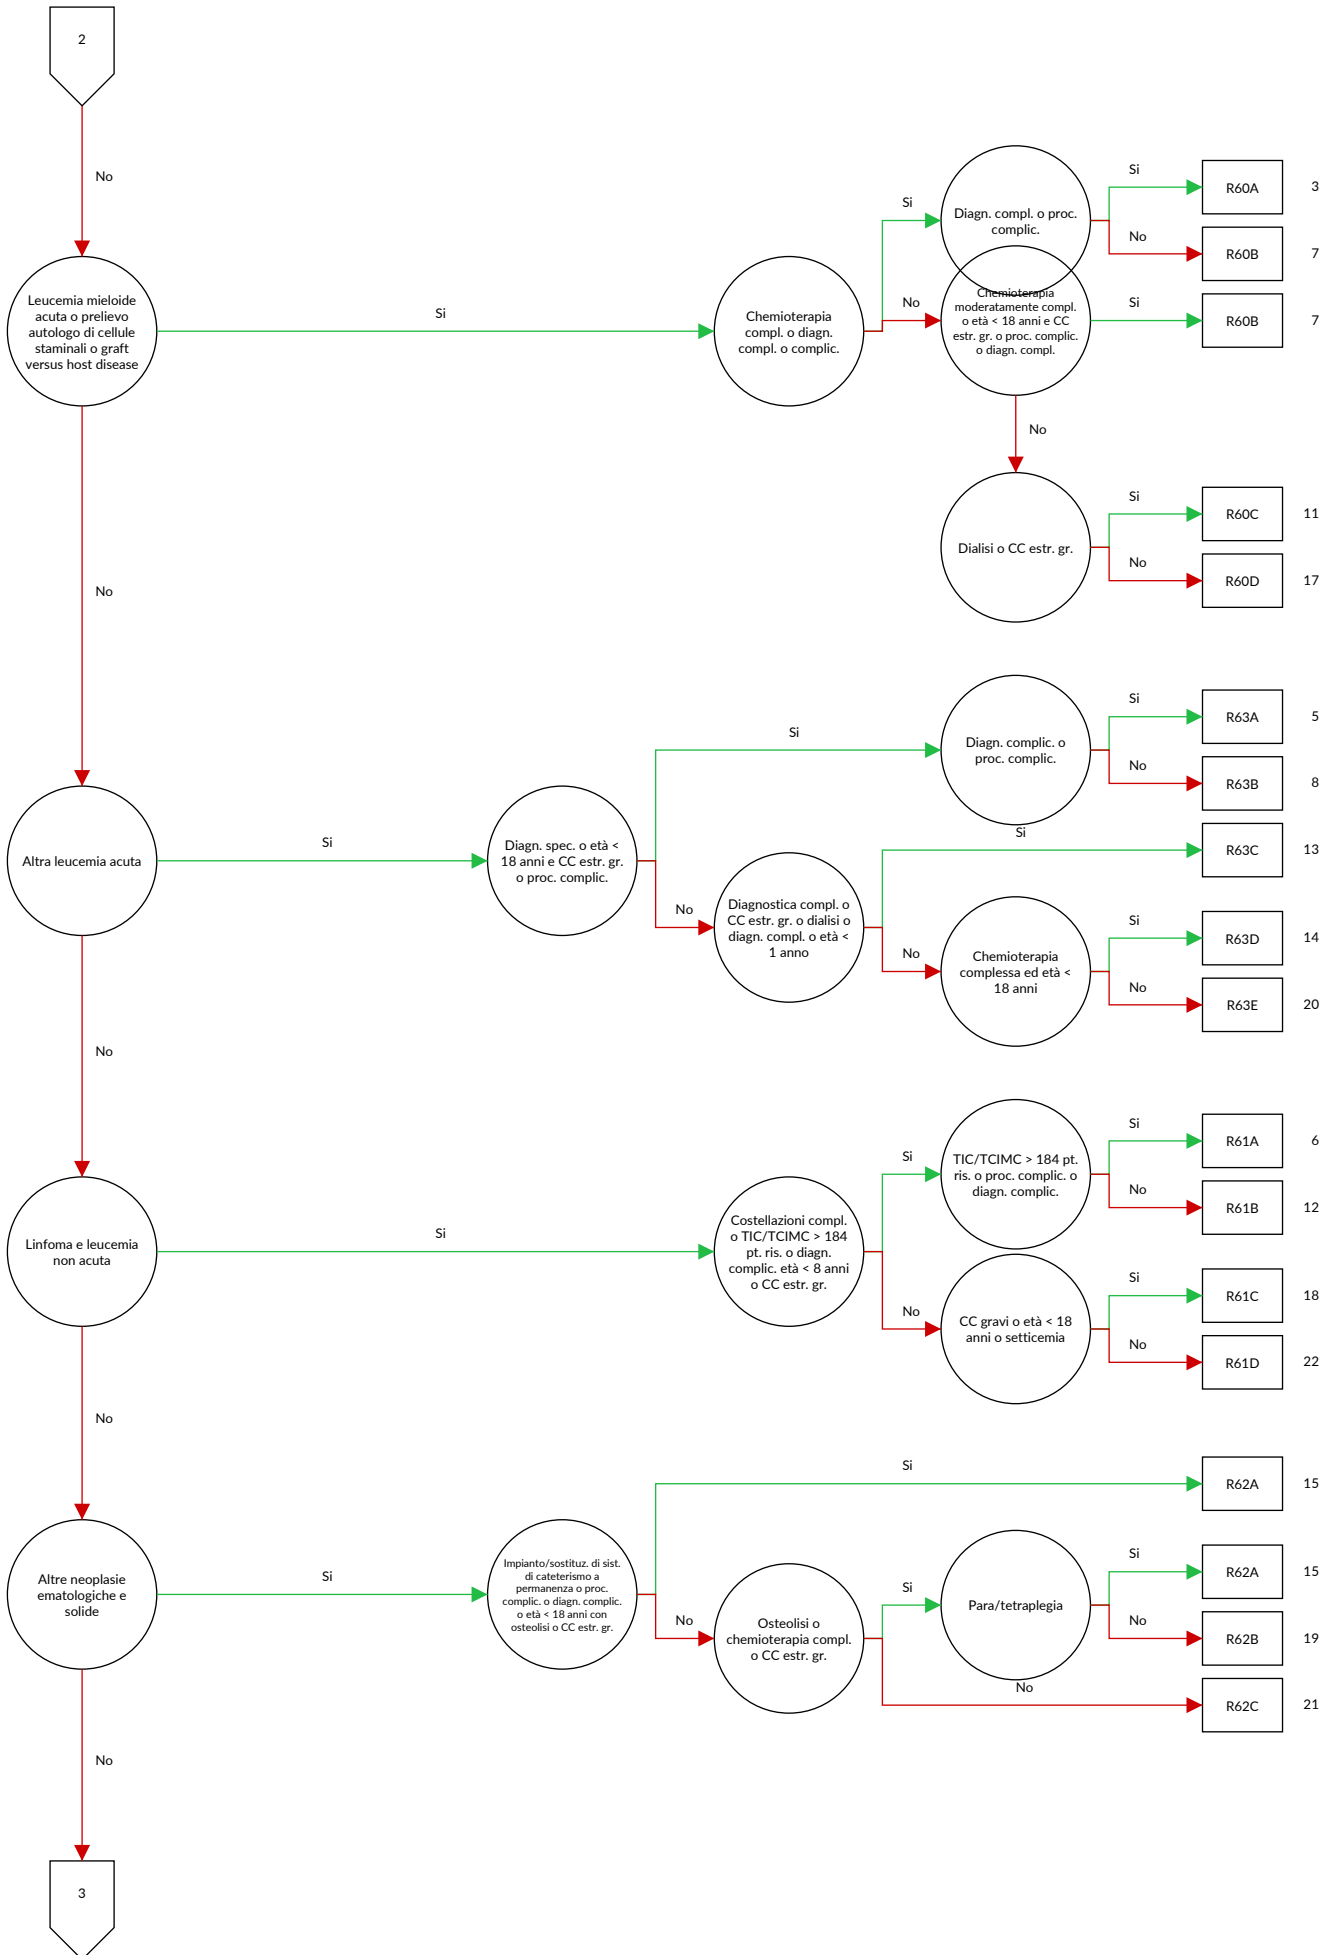 2
No
Leucemia mieloide
acuta o prelievo
autologo di cellule
staminali o graft
versus host disease
Si
Chemioterapia
compl. o diagn.
compl. o complic.
Si
Diagn. compl. o proc.
complic.
Si
R60A
3
No
R60B
7
No
Chemioterapia
moderatamente compl.
o età < 18 anni e CC
estr. gr. o proc. complic.
o diagn. compl.
Si
R60B
7
No
Dialisi o CC estr. gr.
Si
R60C
11
No
R60D
17
No
Altra leucemia acuta
Si
Diagn. spec. o età <
18 anni e CC estr. gr.
o proc. complic.
Si
Diagn. complic. o
proc. complic.
Si
R63A
5
No
R63B
8
No
Diagnostica compl. o
CC estr. gr. o dialisi o
diagn. compl. o età <
1 anno
Si
R63C
13
No
Chemioterapia
complessa ed età <
18 anni
Si
R63D
14
No
R63E
20
No
Linfoma e leucemia
non acuta
Si
Costellazioni compl.
o TIC/TCIMC > 184
pt. ris. o diagn.
complic. età < 8 anni
o CC estr. gr.
Si
TIC/TCIMC > 184 pt.
ris. o proc. complic. o
diagn. complic.
Si
R61A
6
No
R61B
12
No
CC gravi o età < 18
anni o setticemia
Si
R61C
18
No
R61D
22
No
Altre neoplasie
ematologiche e
solide
Si
Impianto/sostituz. di sist.
di cateterismo a
permanenza o proc.
complic. o diagn. complic.
o età < 18 anni con
osteolisi o CC estr. gr.
Si
R62A
15
No
Osteolisi o
chemioterapia compl.
o CC estr. gr.
Si
Para/tetraplegia
Si
R62A
15
No
R62B
19
No
R62C
21
No
3